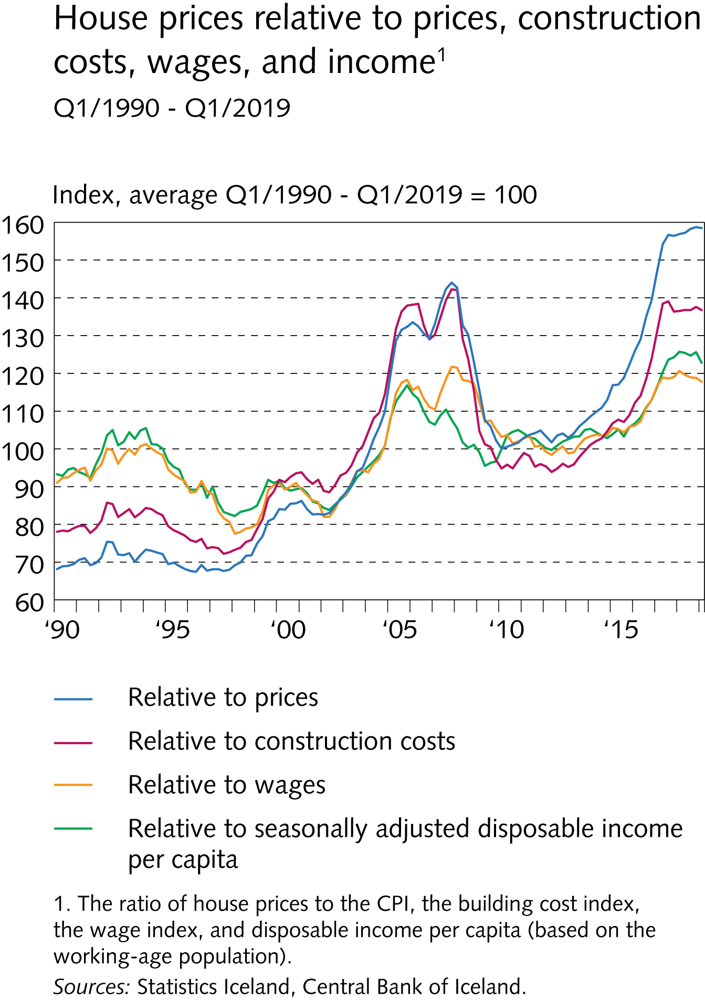 House prices relative to prices, construction
costs, wages, and income¹
Q1/1990 - Q1/2019
Index, average Q1/1990 - Q1/2019 = 100
160
150
140
130
120
110
100
90
80
70
60
‘90 ‘95 ‘00 ‘05 ‘10 ‘15
Relative to prices
Relative to construction costs
Relative to wages
Relative to seasonally adjusted disposable income
per capita
1. The ratio of house prices to the CPI, the building cost index,
the wage index, and disposable income per capita (based on the
working-age population).
Sources: Statistics Iceland, Central Bank of Iceland.